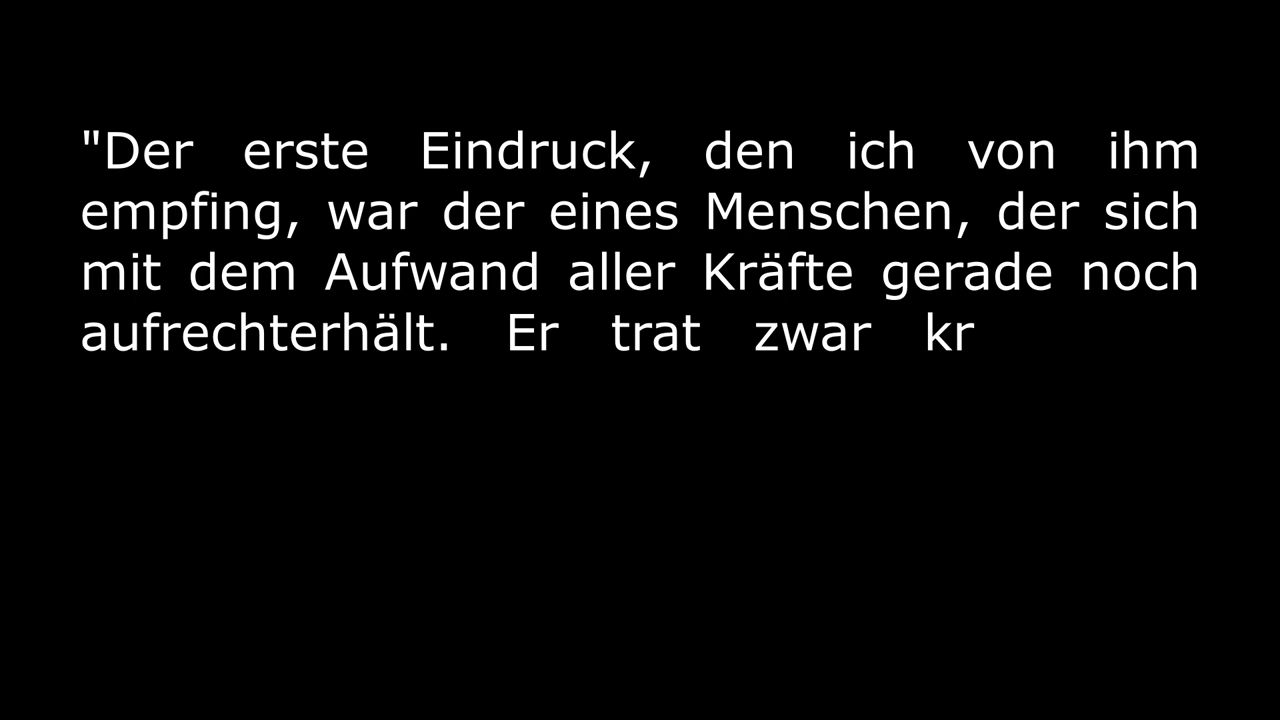 "Der erste Eindruck, den ich von ihm
empfing, war der eines Menschen, der sich
mit dem Aufwand aller Kräfte gerade noch
aufrechterhält. Er trat zwar kr